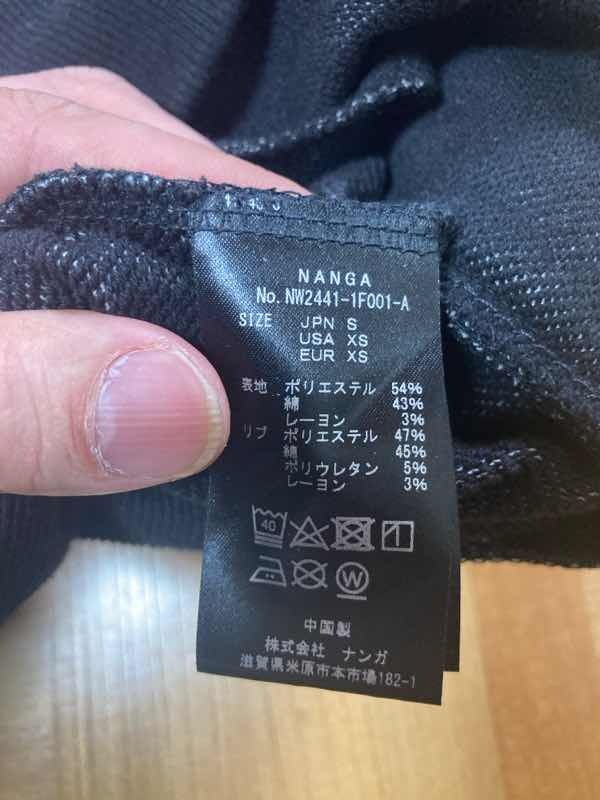 NANGA
No. NW2441-1F001-A
SIZE JPN S
USA XS
EUR XS
表地 ポリエステル 54%
綿 43%
レーヨン 3%
リブ ポリエステル 47%
綿 45%
ポリウレタン 5%
レーヨン 3%
40
W
中国製
株式会社 ナンガ
滋賀県米原市本市場182-1